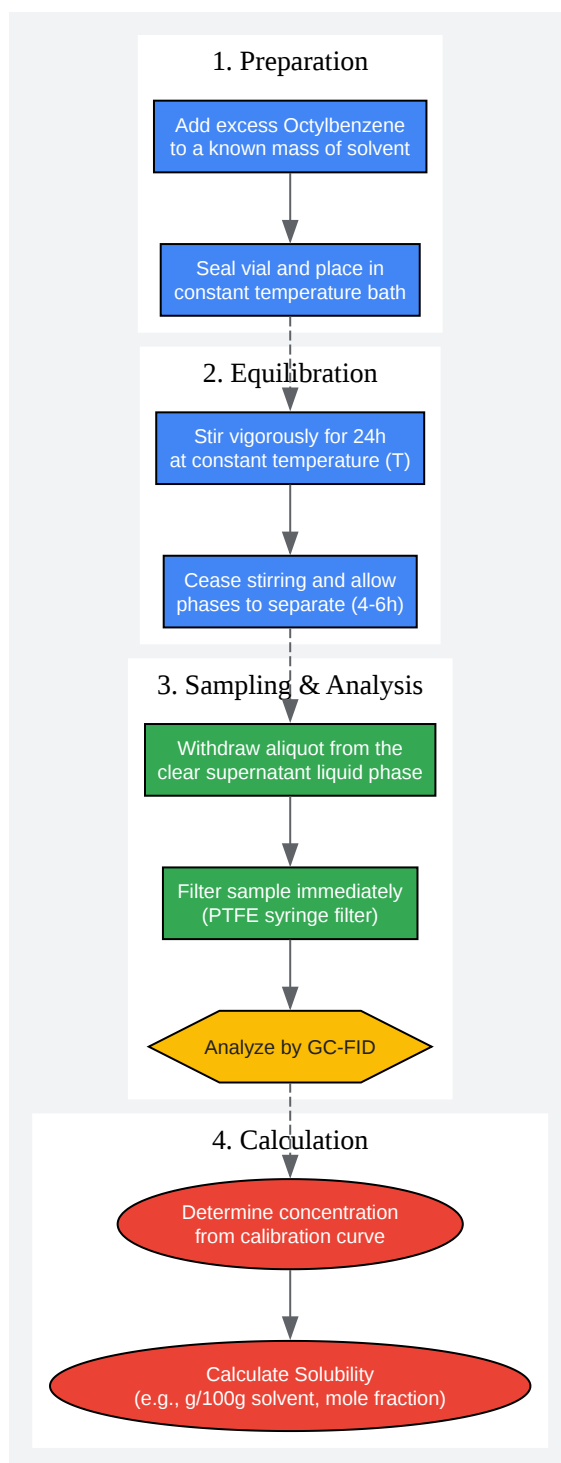 1. Preparation
Add excess Octylbenzene
to a known mass of solvent
Seal vial and place in
constant temperature bath
2. Equilibration
Stir vigorously for 24h
at constant temperature (T)
Cease stirring and allow
phases to separate (4-6h)
3. Sampling & Analysis
Withdraw aliquot from the
clear supernatant liquid phase
Filter sample immediately
(PTFE syringe filter)
Analyze by GC-FID
4. Calculation
Determine concentration
from calibration curve
Calculate Solubility
(e.g., g/100g solvent, mole fraction)